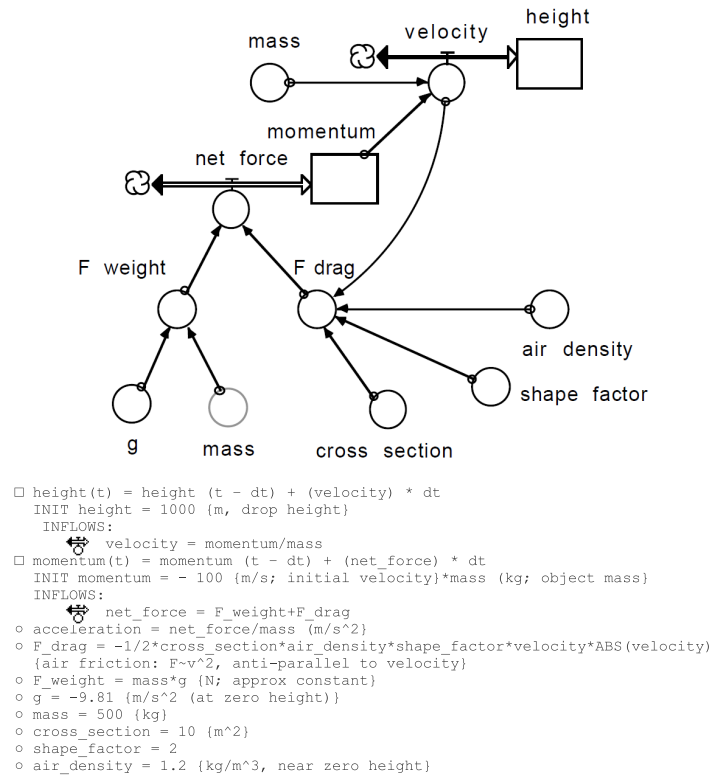 height
velocity
mass
momentum
net force
F weight
F drag
air density
shape factor
g
mass
cross section
height(t) = height (t - dt) + (velocity) * dt
INIT height = 1000 {m, drop height}
INFLOWS:
velocity = momentum/mass
momentum(t) = momentum (t - dt) + (net_force) * dt
INIT momentum = - 100 {m/s; initial velocity}*mass (kg; object mass}
INFLOWS:
net_force = F_weight+F_drag
acceleration = net_force/mass (m/s^2}
F_drag = -1/2*cross_section*air_density*shape_factor*velocity*ABS(velocity)
{air friction: F~v^2, anti-parallel to velocity}
F_weight = mass*g {N; approx constant}
g = -9.81 {m/s^2 (at zero height)}
mass = 500 {kg}
cross_section = 10 {m^2}
shape_factor = 2
air_density = 1.2 {kg/m^3, near zero height}